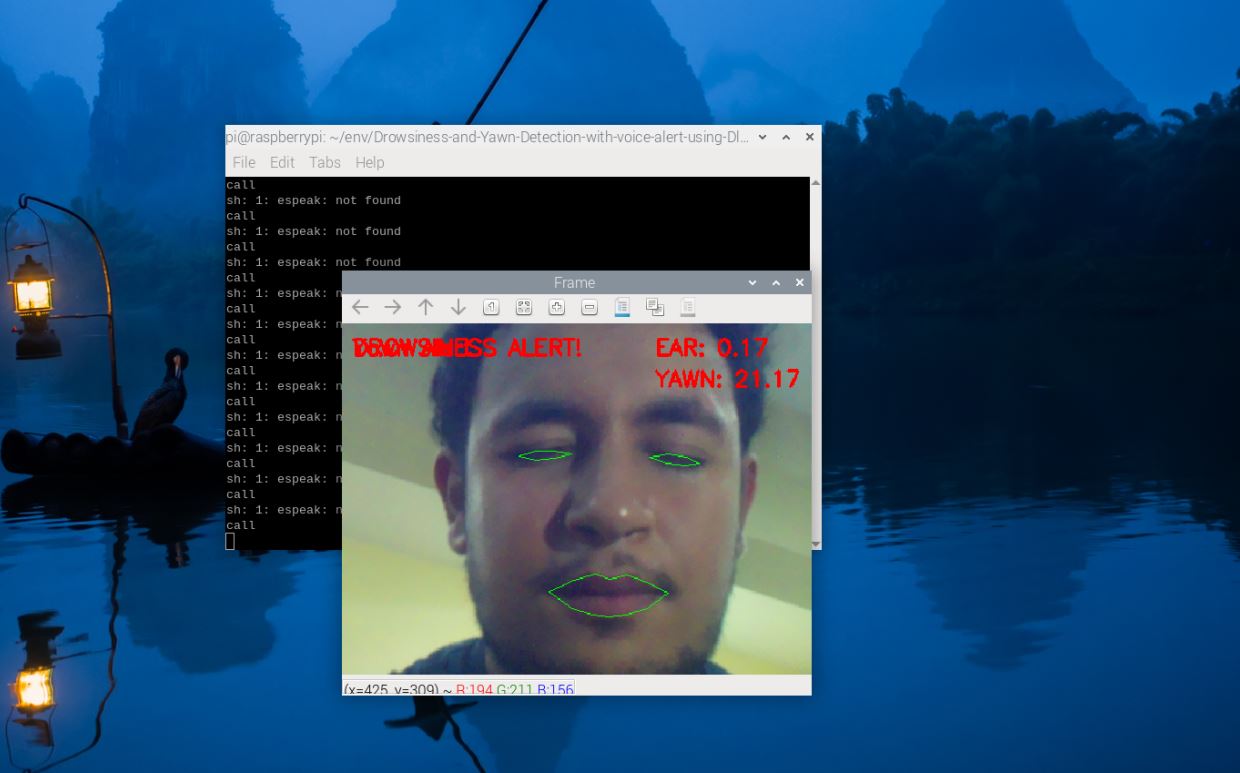 pi@raspberrypi: ~/env/Drowsiness-and-Yawn-Detection-with-voice-alert-using-Dl...
File Edit Tabs Help
call
sh: 1: espeak: not found
call
sh: 1: espeak: not found
call
sh: 1: espeak: not found
call
sh: 1: espeak: n
call
sh: 1: espeak: n
call
sh: 1: espeak: n
call
sh: 1: espeak: n
call
sh: 1: espeak: n
call
sh: 1: espeak: n
call
sh: 1: espeak: n
call
sh: 1: espeak: n
call
Frame
ALERT! EAR: 0.17
YAWN: 21.17
(x=425, y=309) ~ R:194 G:211 B:156